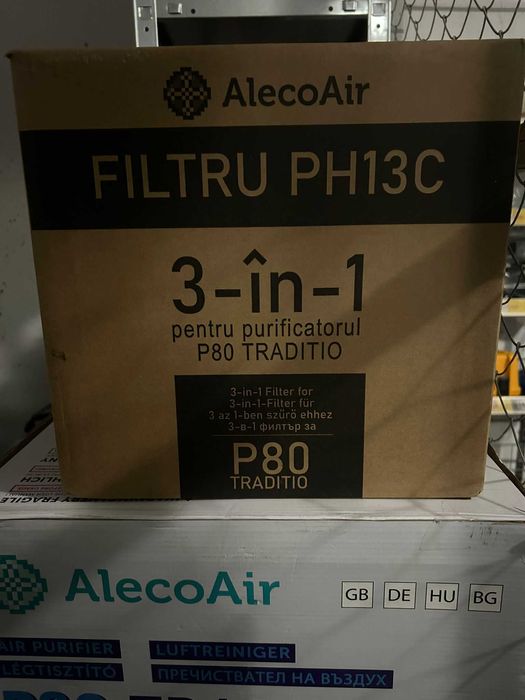 AlecoAir
FILTRU PH13C
3-în-1
pentru purificatorul
P80 TRADITIO
3-in-1 Filter for
3-in-1-Filter für
3 az 1-ben szűrő ehhez
3-в-1 филтър за
P80
TRADITIO
AlecoAir
GB DE HU BG
AIR PURIFIER LUFTREINIGER
LÉGTISZTÍTÓ ПРЕЧИСТВАТЕЛ НА ВЪЗДУХ